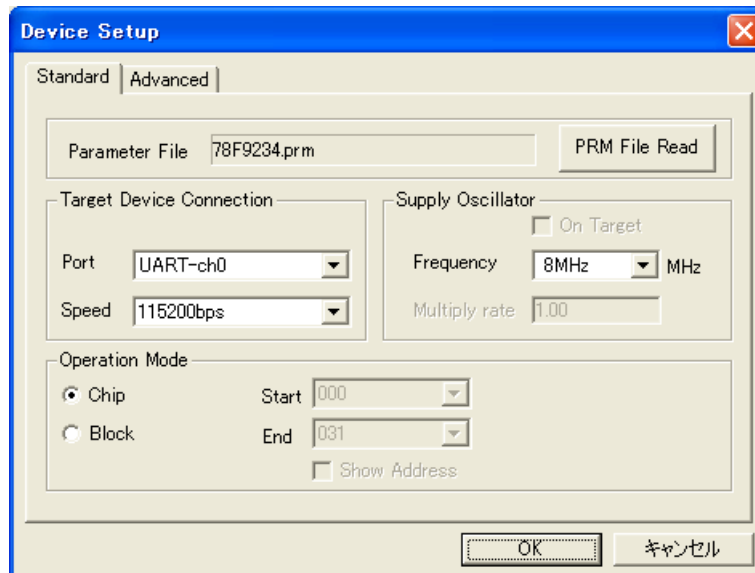 Device Setup
Standard Advanced
Parameter File 78F9234.prm PRM File Read
Target Device Connection
Port UART-ch0
Speed 115200bps
Supply Oscillator
On Target
Frequency 8MHz MHz
Multiply rate 1.00
Operation Mode
Chip Start 000
Block End 031
Show Address
OK キャンセル